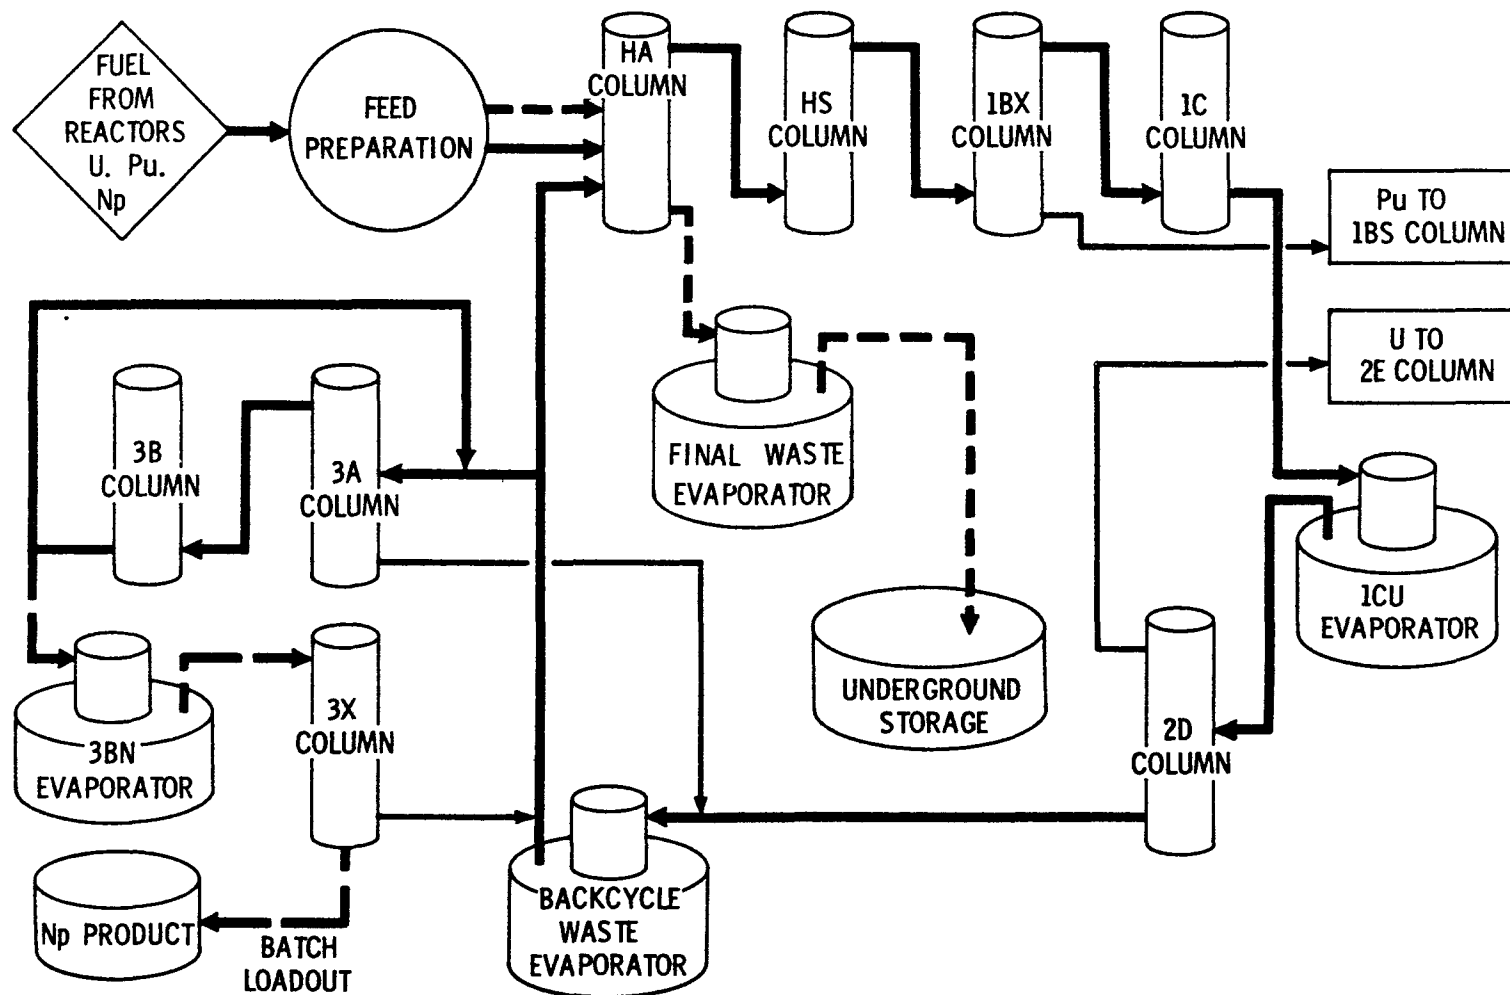 FUEL
FROM
REACTORS
U. Pu.
Np
FEED
PREPARATION
HA
COLUMN
HS
COLUMN
1BX
COLUMN
1C
COLUMN
Pu TO
1BS COLUMN
U TO
2E COLUMN
3B
COLUMN
3A
COLUMN
FINAL WASTE
EVAPORATOR
1CU
EVAPORATOR
UNDERGROUND
STORAGE
2D
COLUMN
3BN
EVAPORATOR
3X
COLUMN
Np PRODUCT
BATCH
LOADOUT
BACKCYCLE
WASTE
EVAPORATOR